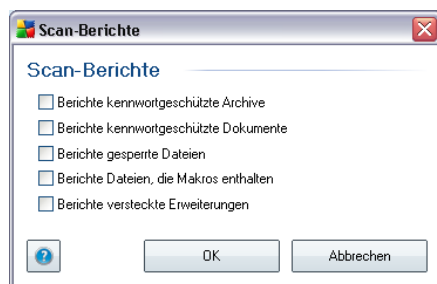 Scan-Berichte
Scan-Berichte
Berichte kennwortgeschützte Archive
Berichte kennwortgeschützte Dokumente
Berichte gesperrte Dateien
Berichte Dateien, die Makros enthalten
Berichte versteckte Erweiterungen
?
OK
Abbrechen